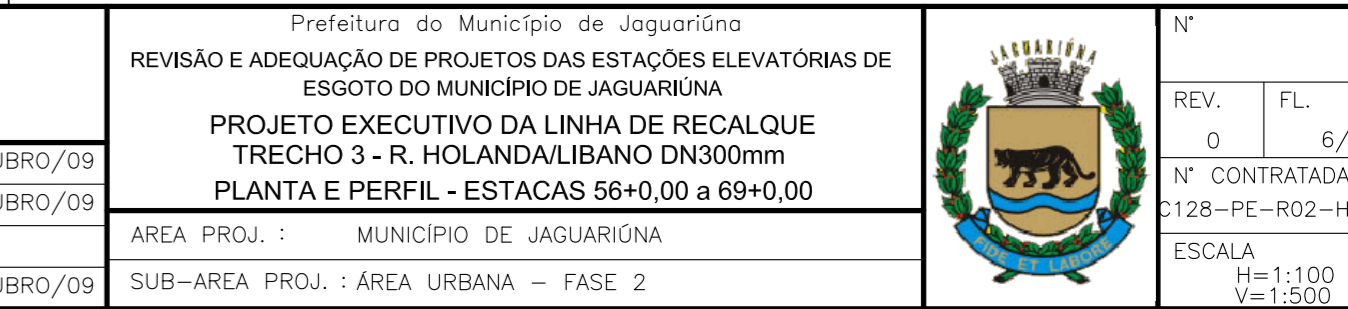 Prefeitura do Município de Jaguariúna
REVISÃO E ADEQUAÇÃO DE PROJETOS DAS ESTAÇÕES ELEVATÓRIAS DE
ESGOTO DO MUNICÍPIO DE JAGUARIÚNA
PROJETO EXECUTIVO DA LINHA DE RECALQUE
TRECHO 3 - R. HOLANDA/LIBANO DN300mm
PLANTA E PERFIL - ESTACAS 56+0,00 a 69+0,00
AREA PROJ. : MUNICÍPIO DE JAGUARIÚNA
SUB-AREA PROJ. : ÁREA URBANA - FASE 2
UBRO/09
UBRO/09
UBRO/09
JAGUARIÚNA
FIDE ET LABORE
N°
REV. FL.
0 6/
N° CONTRATADA
C128-PE-R02-H
ESCALA
H=1:100
V=1:500